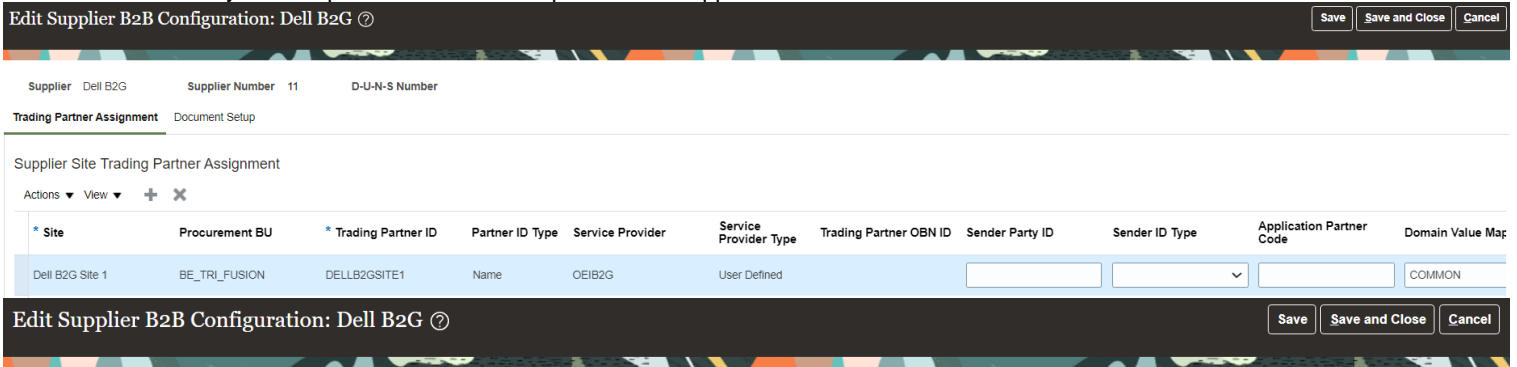 Edit Supplier B2B Configuration: Dell B2G
Save Save and Close Cancel
Supplier Dell B2G Supplier Number 11 D-U-N-S Number
Trading Partner Assignment Document Setup
Supplier Site Trading Partner Assignment
Actions View
* Site Procurement BU * Trading Partner ID Partner ID Type Service Provider Service Provider Type Trading Partner OBN ID Sender Party ID Sender ID Type Application Partner Code Domain Value Map
Dell B2G Site 1 BE_TRI_FUSION DELLB2GSITE1 Name OEIB2G User Defined COMMON
Edit Supplier B2B Configuration: Dell B2G
Save Save and Close Cancel